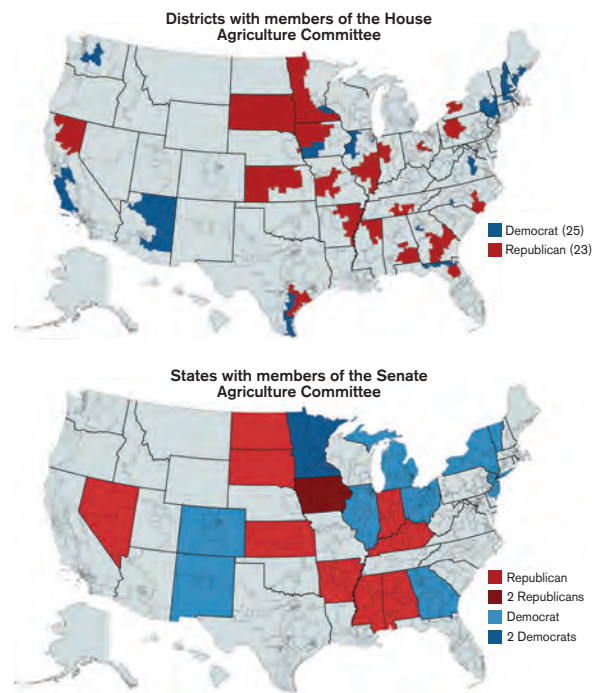 Districts with members of the House
Agriculture Committee
Democrat (25)
Republican (23)
States with members of the Senate
Agriculture Committee
Republican
2 Republicans
Democrat
2 Democrats